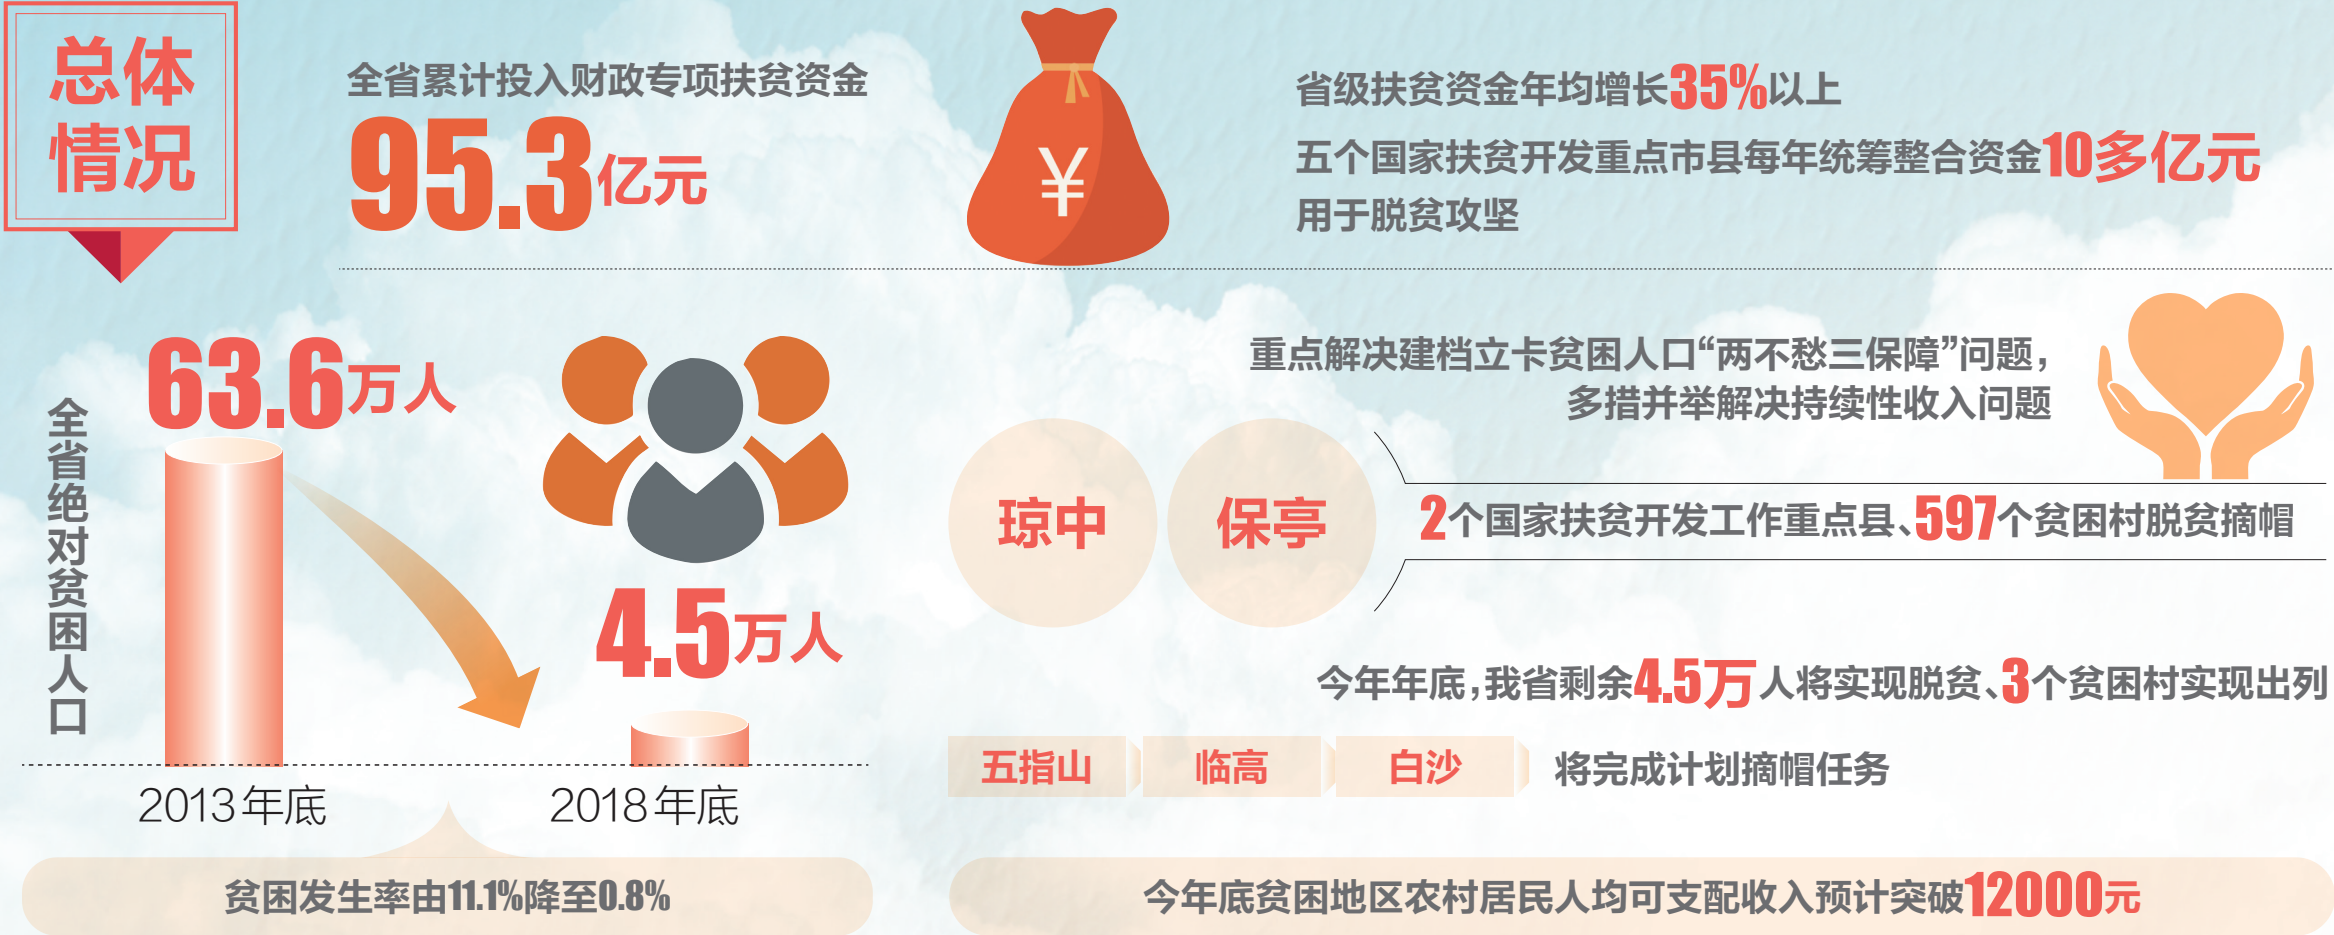 总体
情况
全省累计投入财政专项扶贫资金
95.3亿元
¥
省级扶贫资金年均增长35%以上
五个国家扶贫开发重点市县每年统筹整合资金10多亿元
用于脱贫攻坚
全省绝对贫困人口
63.6万人
4.5万人
2013年底
2018年底
贫困发生率由11.1%降至0.8%
重点解决建档立卡贫困人口“两不愁三保障”问题，
多措并举解决持续性收入问题
琼中
保亭
2个国家扶贫开发工作重点县、597个贫困村脱贫摘帽
今年年底，我省剩余4.5万人将实现脱贫、3个贫困村实现出列
五指山
临高
白沙
将完成计划摘帽任务
今年底贫困地区农村居民人均可支配收入预计突破12000元